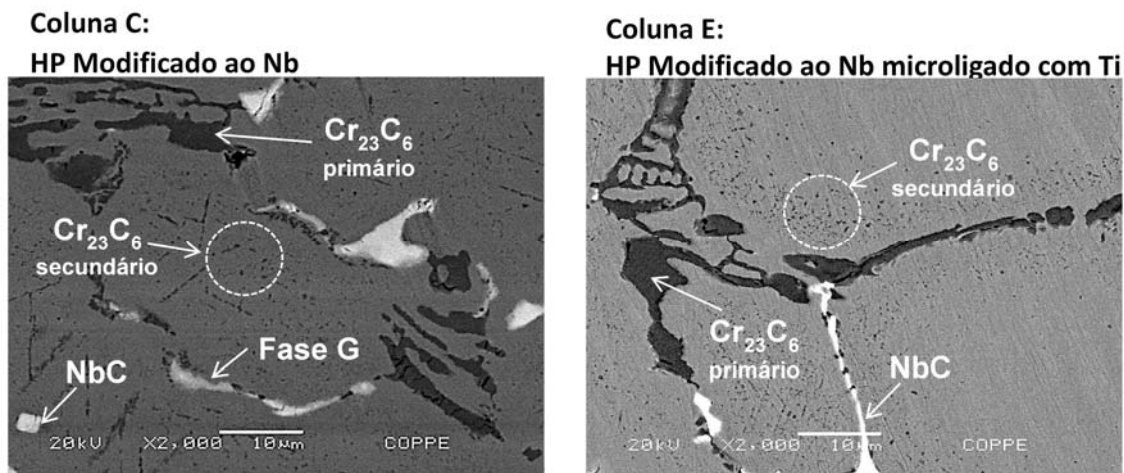 Coluna C:
HP Modificado ao Nb
Cr23C6
primário
Cr23C6
secundário
Fase G
NbC
20kV X2,000 10µm COPPE
Coluna E:
HP Modificado ao Nb microligado com Ti
Cr23C6
secundário
Cr23C6
primário
NbC
20kV X2,000 10µm COPPE